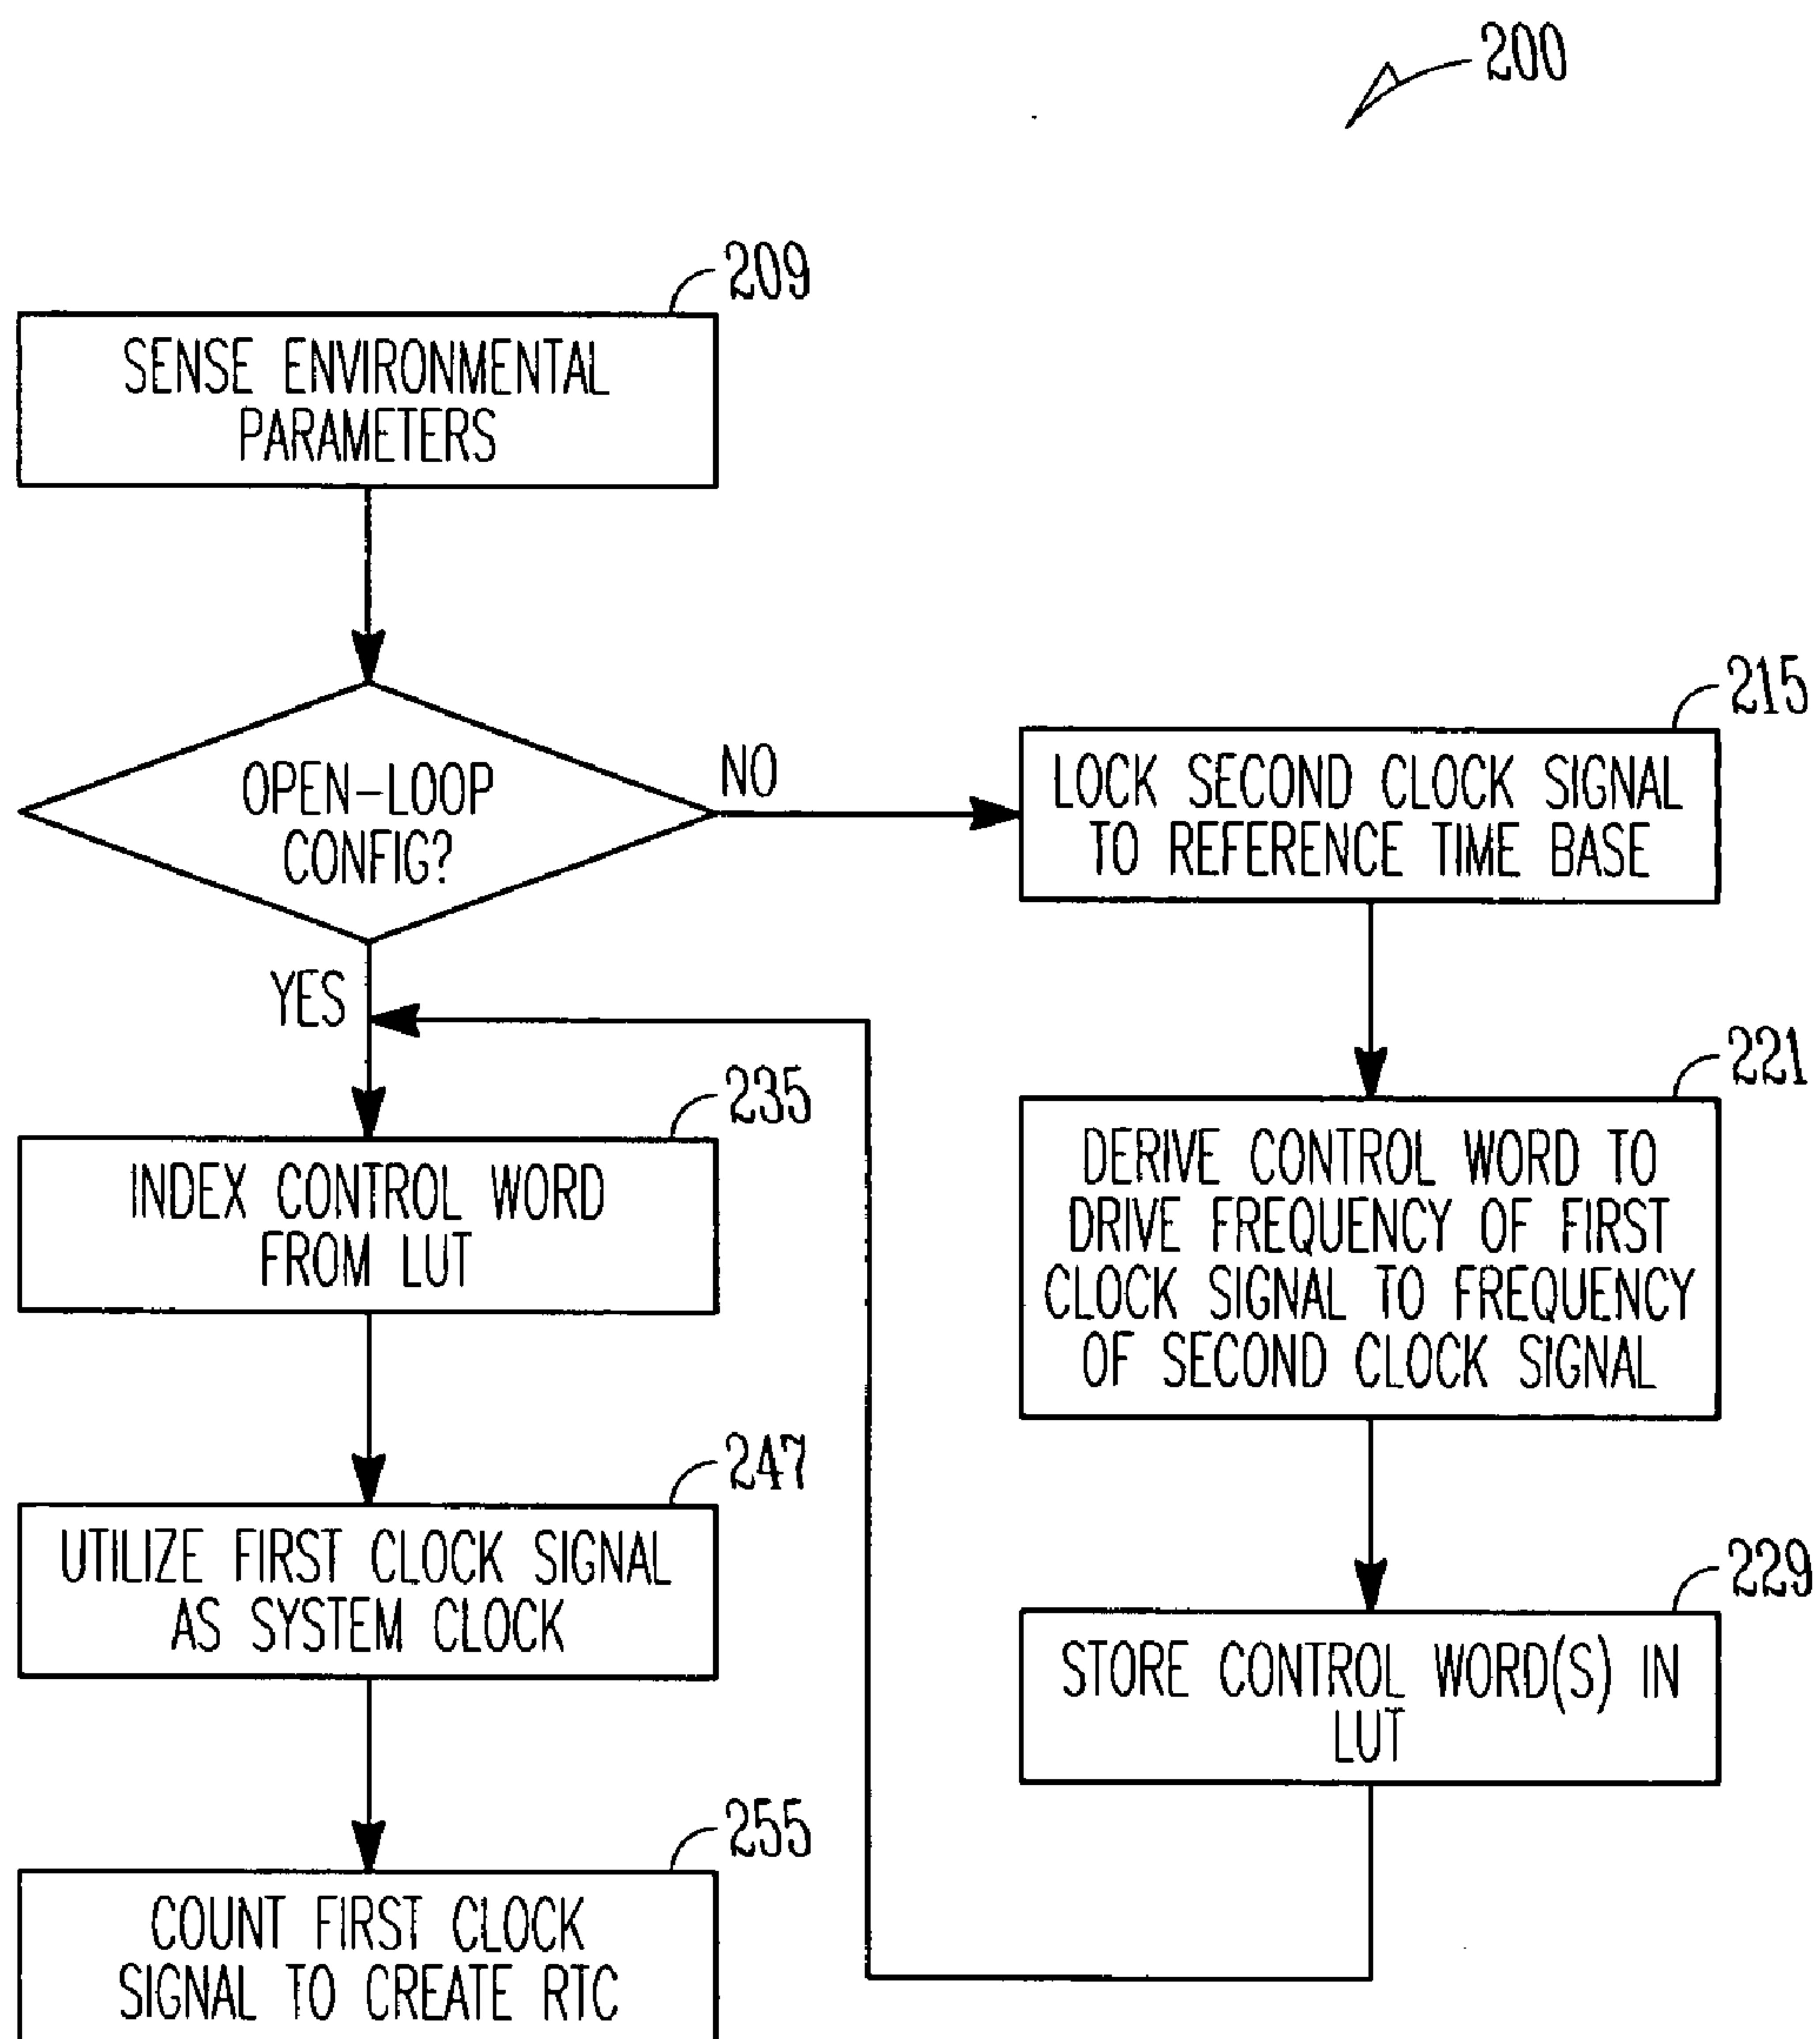 200
209
SENSE ENVIRONMENTAL
PARAMETERS
OPEN-LOOP
CONFIG?
NO
YES
215
LOCK SECOND CLOCK SIGNAL
TO REFERENCE TIME BASE
221
DERIVE CONTROL WORD TO
DRIVE FREQUENCY OF FIRST
CLOCK SIGNAL TO FREQUENCY
OF SECOND CLOCK SIGNAL
229
STORE CONTROL WORD(S) IN
LUT
235
INDEX CONTROL WORD
FROM LUT
247
UTILIZE FIRST CLOCK SIGNAL
AS SYSTEM CLOCK
255
COUNT FIRST CLOCK
SIGNAL TO CREATE RTC